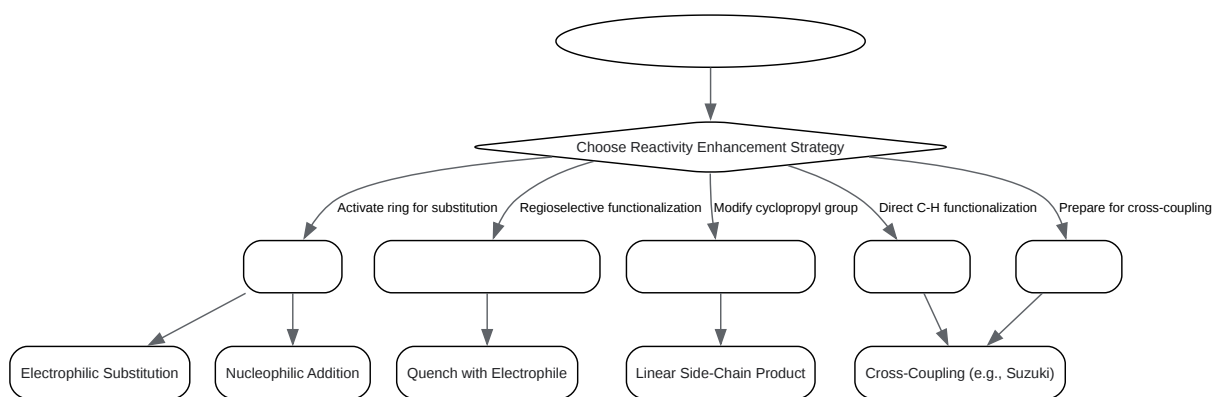 Choose Reactivity Enhancement Strategy
Activate ring for substitution
Regioselective functionalization
Modify cyclopropyl group
Direct C-H functionalization
Prepare for cross-coupling
Electrophilic Substitution
Nucleophilic Addition
Quench with Electrophile
Linear Side-Chain Product
Cross-Coupling (e.g., Suzuki)